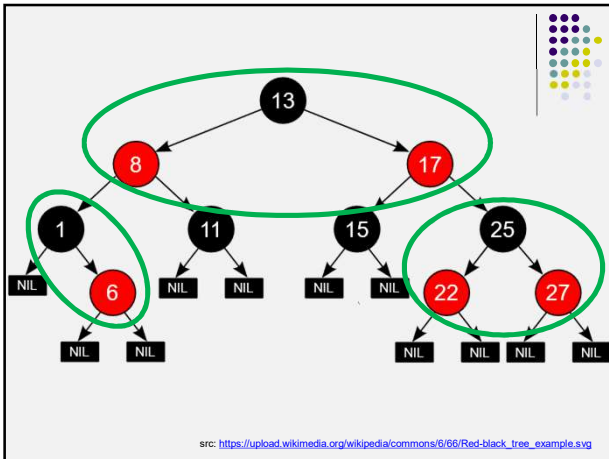 13
8 17
1 11 15 25
NIL 6 NIL NIL NIL NIL 22 27
NIL NIL NIL NIL NIL NIL
src: https://upload.wikimedia.org/wikipedia/commons/6/66/Red-black_tree_example.svg